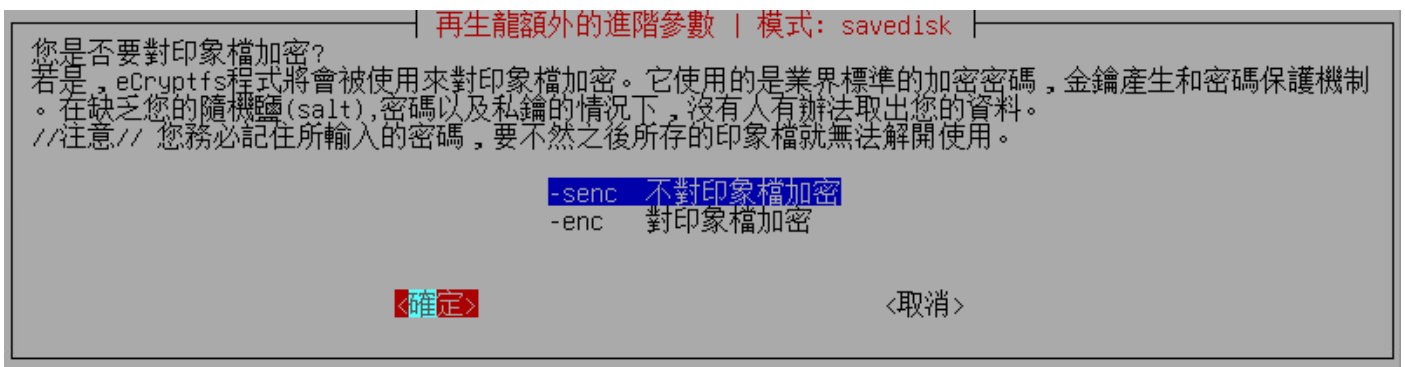 再生龍額外的進階參數 | 模式: savedisk
您是否要對印象檔加密?
若是，eCryptfs程式將會被使用來對印象檔加密。它使用的是業界標準的加密密碼，金鑰產生和密碼保護機制
。在缺乏您的隨機鹽(salt),密碼以及私鑰的情況下，沒有人有辦法取出您的資料。
//注意// 您務必記住所輸入的密碼，要不然之後所存的印象檔就無法解開使用。
-senc 不對印象檔加密
-enc 對印象檔加密
<確定> <取消>